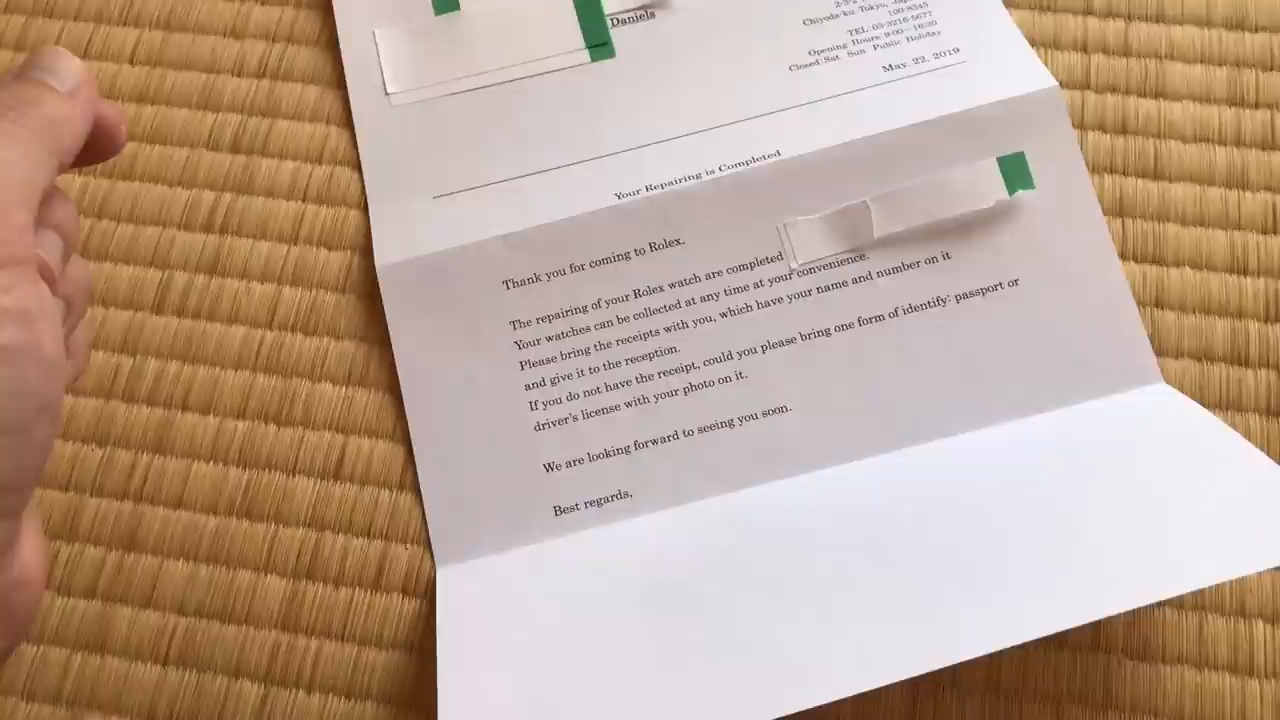 Daniels
Chiyoda-ku Tokyo, Jap
100-8345
TEL:03-3216-5677
Opening Hours:9:00~16:30
Closed:Sat. Sun Public Holiday
May. 22, 2019
Your Repairing is Completed
Thank you for coming to Rolex.
The repairing of your Rolex watch are completed
Your watches can be collected at any time at your convenience.
Please bring the receipts with you, which have your name and number on it
and give it to the reception.
If you do not have the receipt, could you please bring one form of identify: passport or
driver's license with your photo on it.
We are looking forward to seeing you soon.
Best regards,